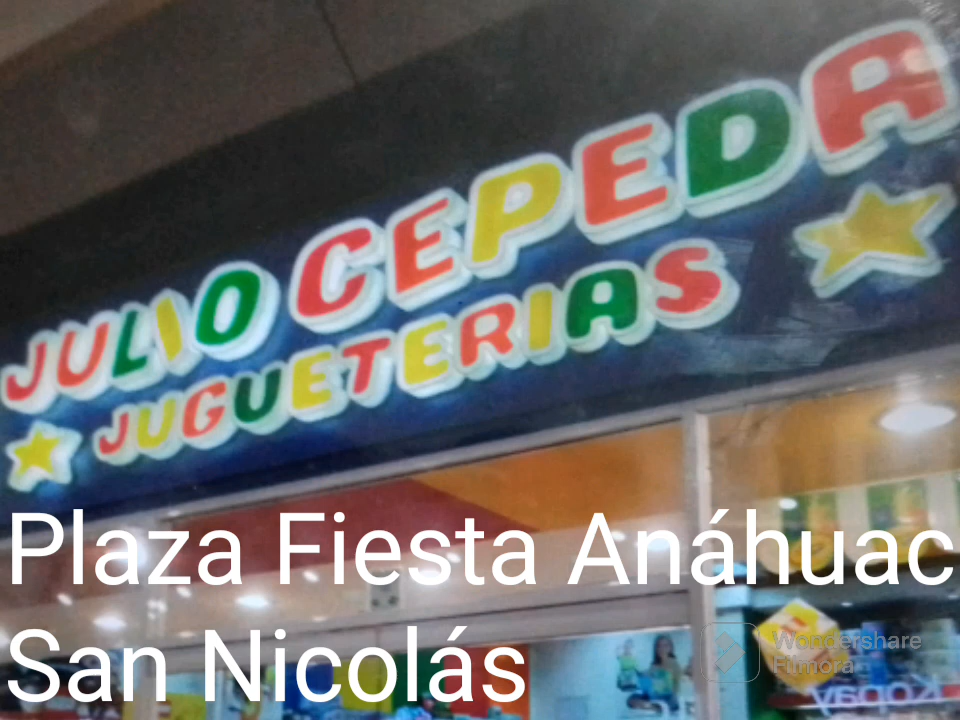 JULIO CEPEDA
JUGUETERIAS
Plaza Fiesta Anáhuac
San Nicolás
Wondershare
Filmora